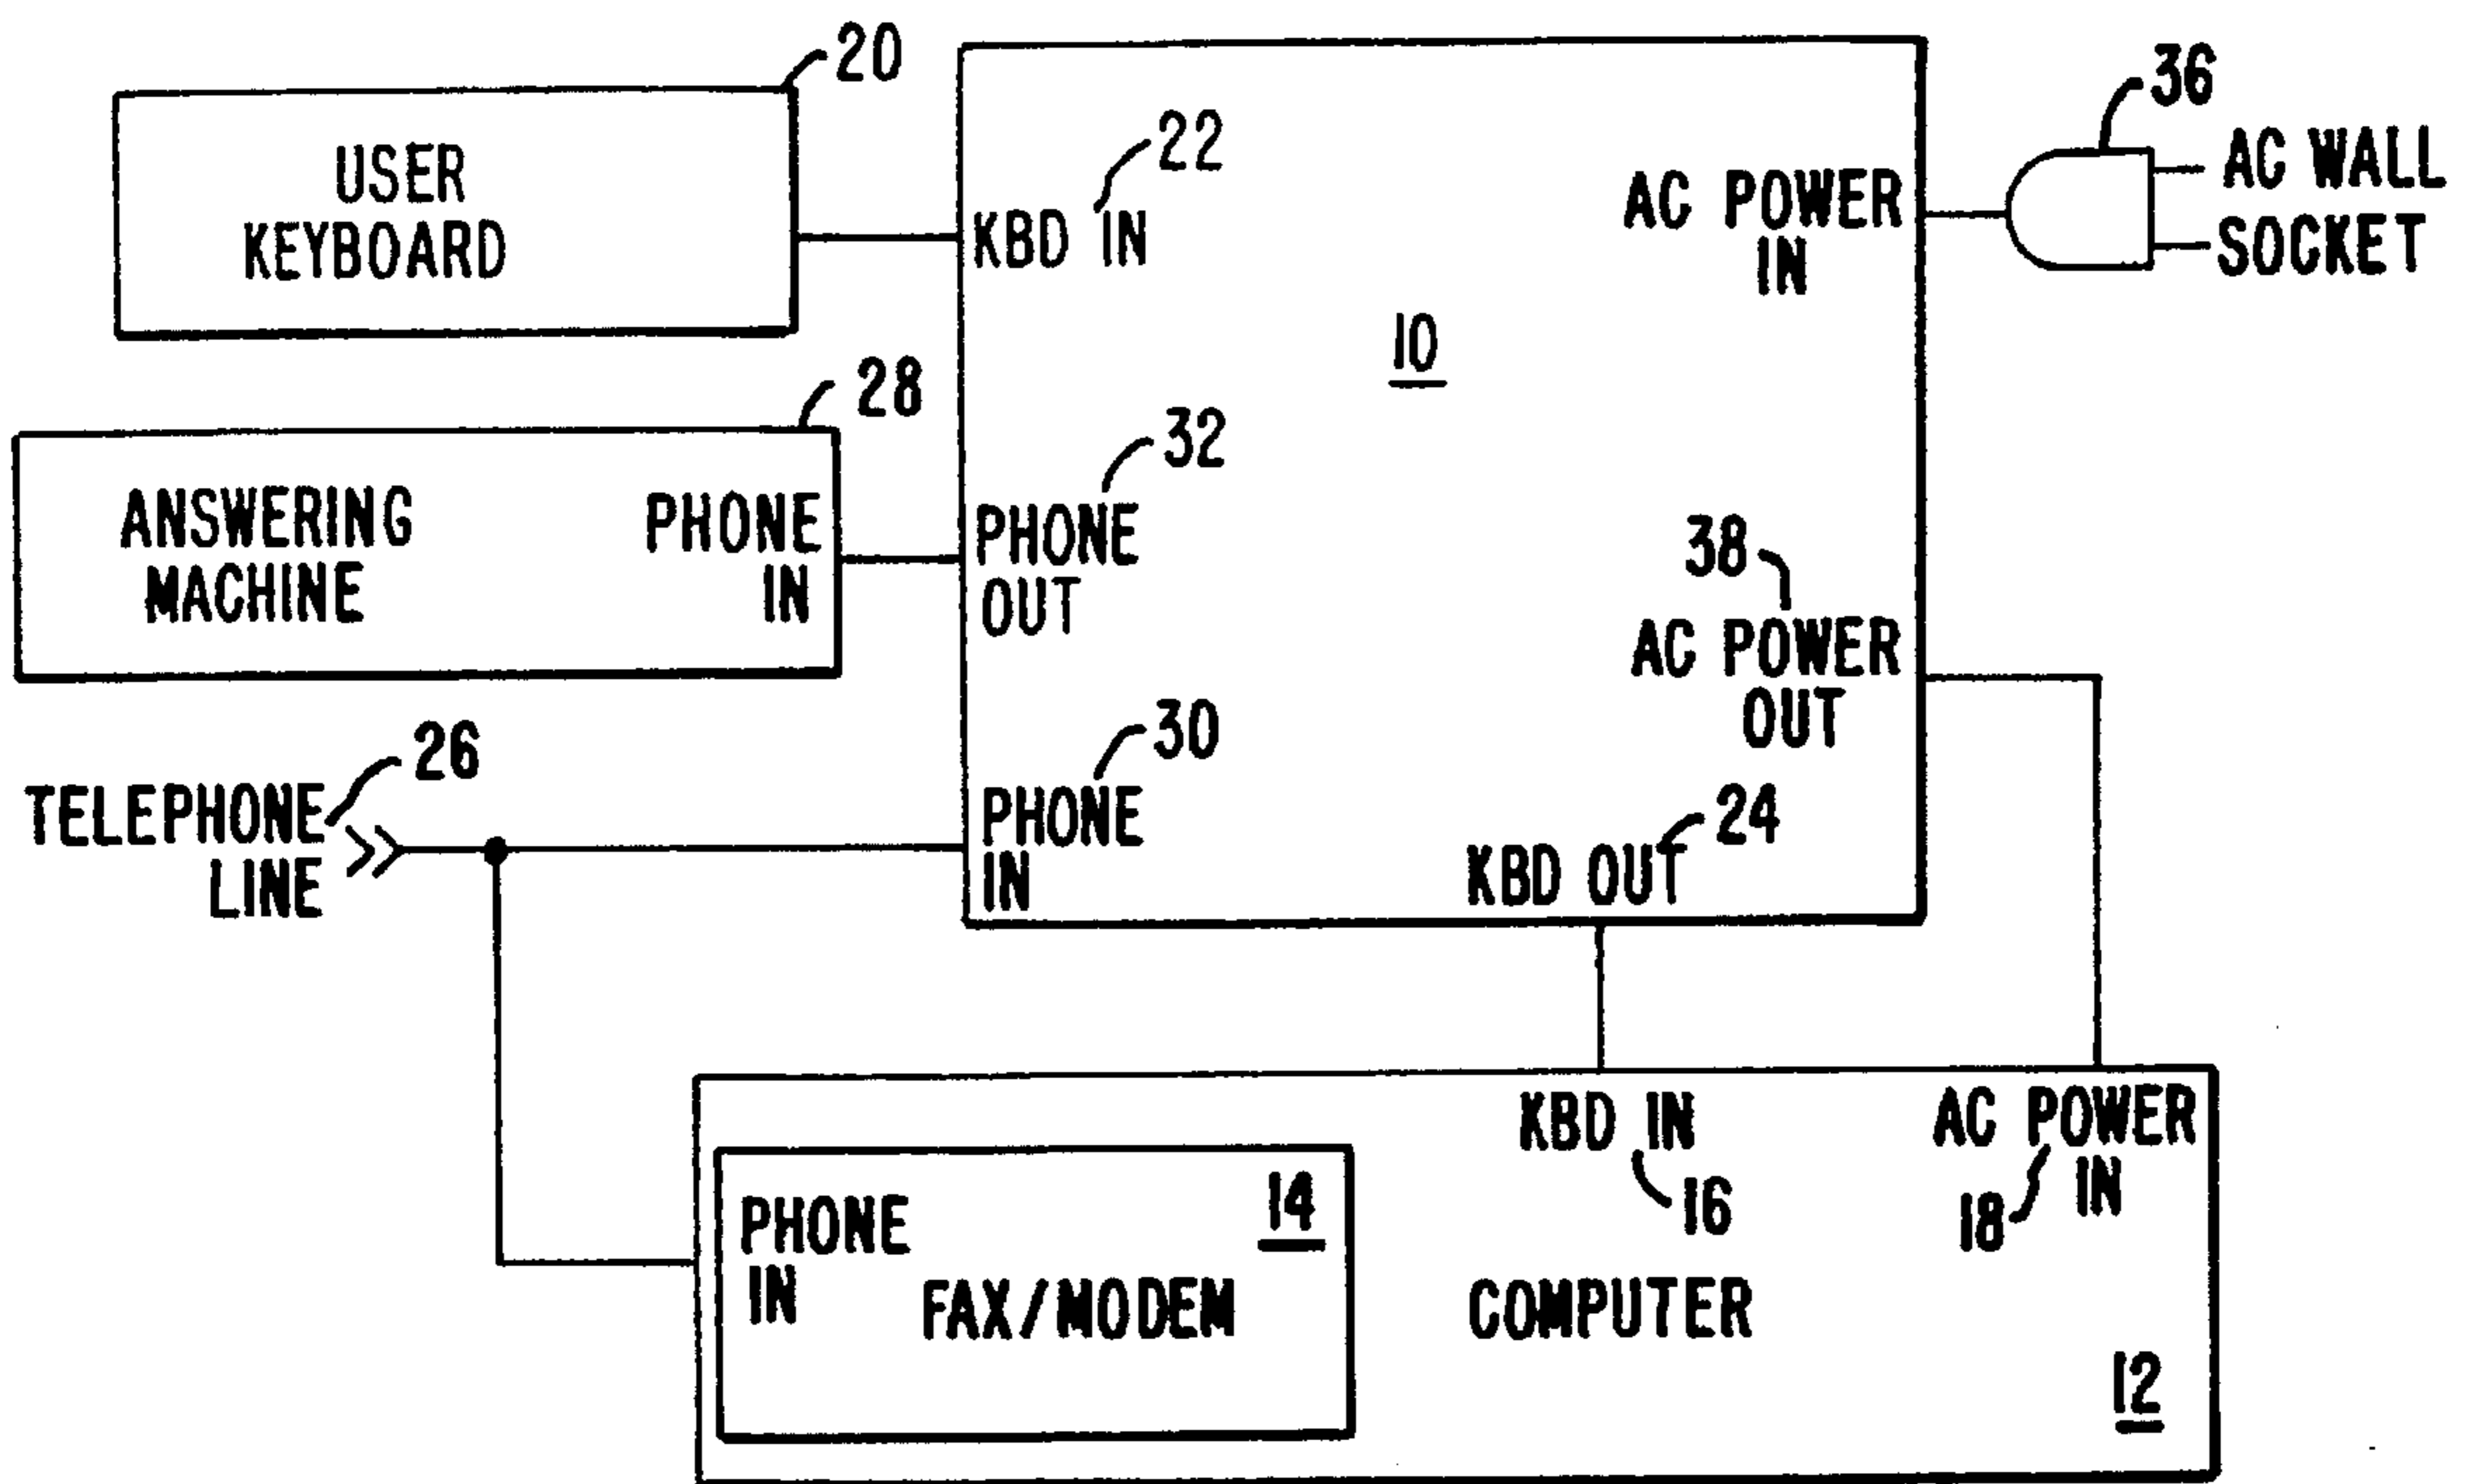 20
USER
KEYBOARD
22
KBD IN
AC POWER
IN
36
AC WALL
SOCKET
10
28
ANSWERING
MACHINE
PHONE
IN
32
PHONE
OUT
38
AC POWER
OUT
26
TELEPHONE
LINE
30
PHONE
IN
24
KBD OUT
KBD IN
16
AC POWER
IN
18
14
PHONE
IN
FAX/MODEM
COMPUTER
12